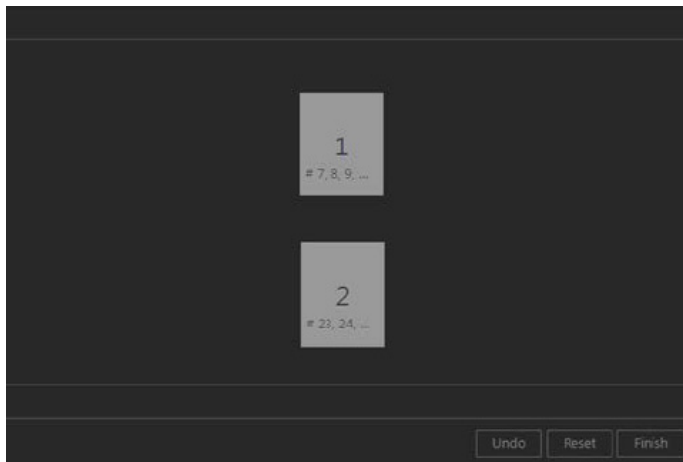 1
# 7, 8, 9, ...
2
# 23, 24, ...
Undo Reset Finish